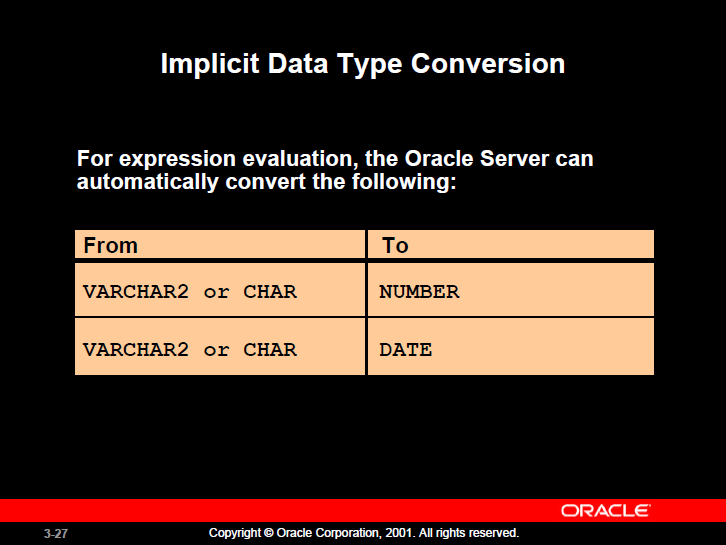 Implicit Data Type Conversion
For expression evaluation, the Oracle Server can
automatically convert the following:
From To
VARCHAR2 or CHAR NUMBER
VARCHAR2 or CHAR DATE
ORACLE
3-27 Copyright © Oracle Corporation, 2001. All rights reserved.